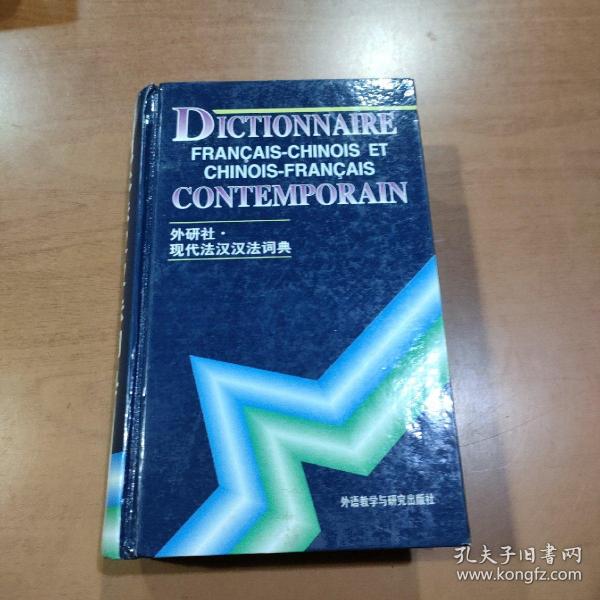 DICTIONNAIRE
FRANÇAIS-CHINOIS ET
CHINOIS-FRANÇAIS
CONTEMPORAIN
外研社·
现代法汉汉法词典
外语教学与研究出版社
孔夫子旧书网
www.kongfz.com